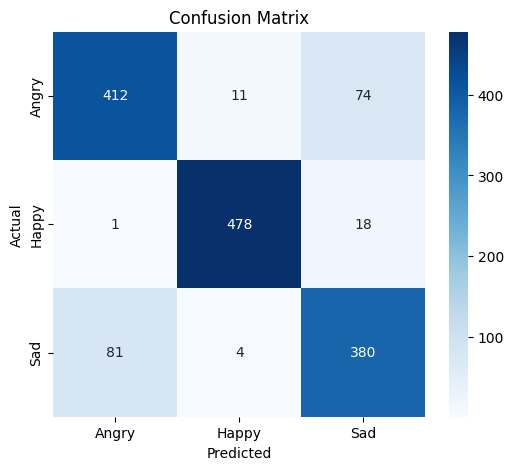 Confusion Matrix
Angry
412
11
74
400
Actual
Happy
1
478
18
300
200
Sad
81
4
380
100
Angry
Happy
Sad
Predicted